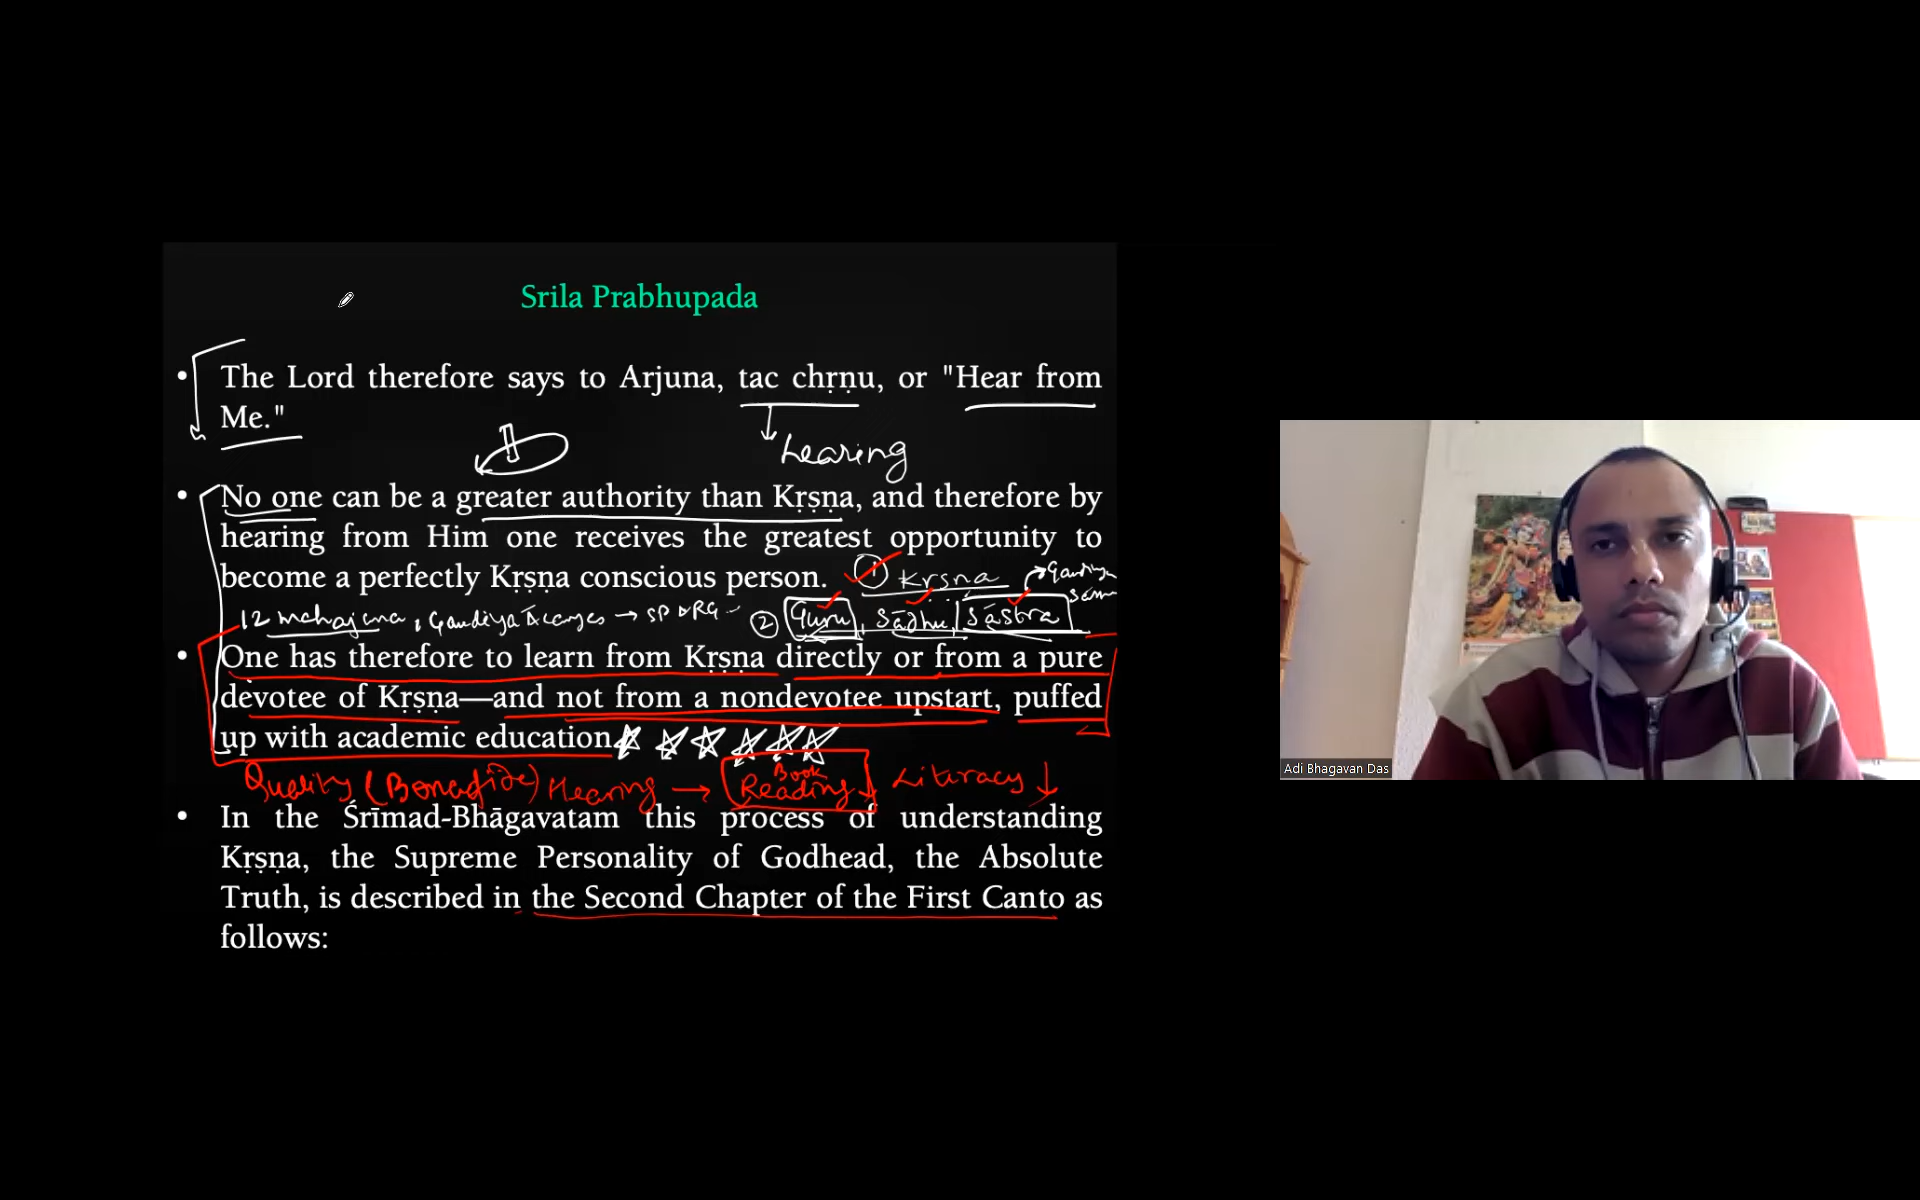 Srila Prabhupada
• The Lord therefore says to Arjuna, tac chṛṇu, or "Hear from
Me."
Hearing
• No one can be a greater authority than Kṛṣṇa, and therefore by
hearing from Him one receives the greatest opportunity to
become a perfectly Kṛṣṇa conscious person.
① Kṛṣṇa
12 mahajana, Gaudiya → SP
② Guru, Sādhu, Śāstra
• One has therefore to learn from Kṛṣṇa directly or from a pure
devotee of Kṛṣṇa—and not from a nondevotee upstart, puffed
up with academic education.
Quality (Bonafide) Hearing → Book Reading ↓ Literacy ↓
• In the Śrīmad-Bhāgavatam this process of understanding
Kṛṣṇa, the Supreme Personality of Godhead, the Absolute
Truth, is described in the Second Chapter of the First Canto as
follows:
Adi Bhagavan Das